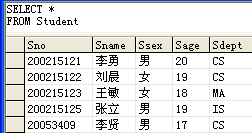 SELECT *
FROM Student
Sno Sname Ssex Sage Sdept
200215121 李勇 男 20 CS
200215122 刘晨 女 19 CS
200215123 王敏 女 18 MA
200215125 张立 男 19 IS
20053409 李贤 男 17 CS